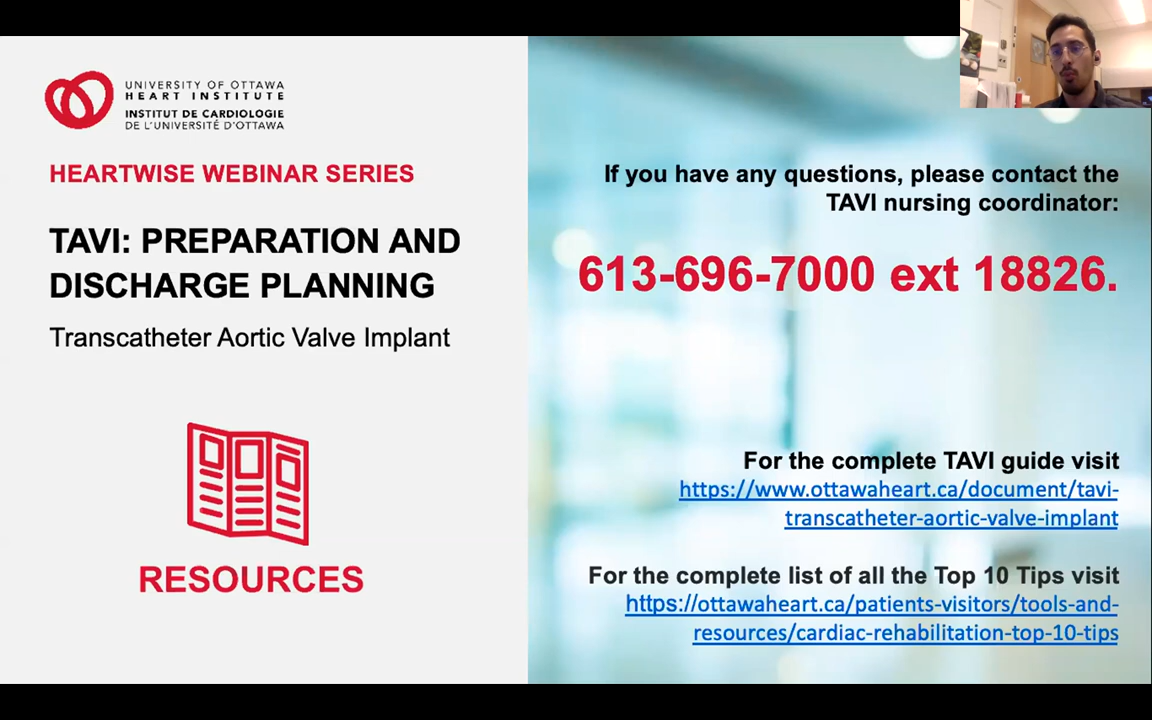 UNIVERSITY OF OTTAWA
HEART INSTITUTE
INSTITUT DE CARDIOLOGIE
DE L'UNIVERSITÉ D'OTTAWA
HEARTWISE WEBINAR SERIES
TAVI: PREPARATION AND
DISCHARGE PLANNING
Transcatheter Aortic Valve Implant
RESOURCES
If you have any questions, please contact the
TAVI nursing coordinator:
613-696-7000 ext 18826.
For the complete TAVI guide visit
https://www.ottawaheart.ca/document/tavi-
transcatheter-aortic-valve-implant
For the complete list of all the Top 10 Tips visit
https://ottawaheart.ca/patients-visitors/tools-and-
resources/cardiac-rehabilitation-top-10-tips